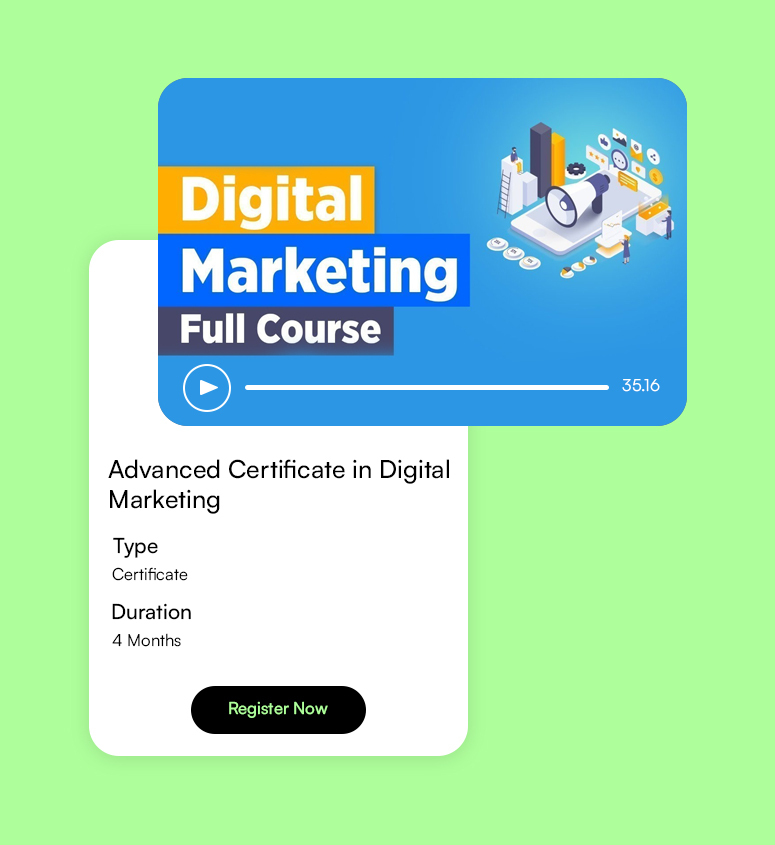 Digital
Marketing
Full Course
35.16
Advanced Certificate in Digital
Marketing
Type
Certificate
Duration
4 Months
Register Now